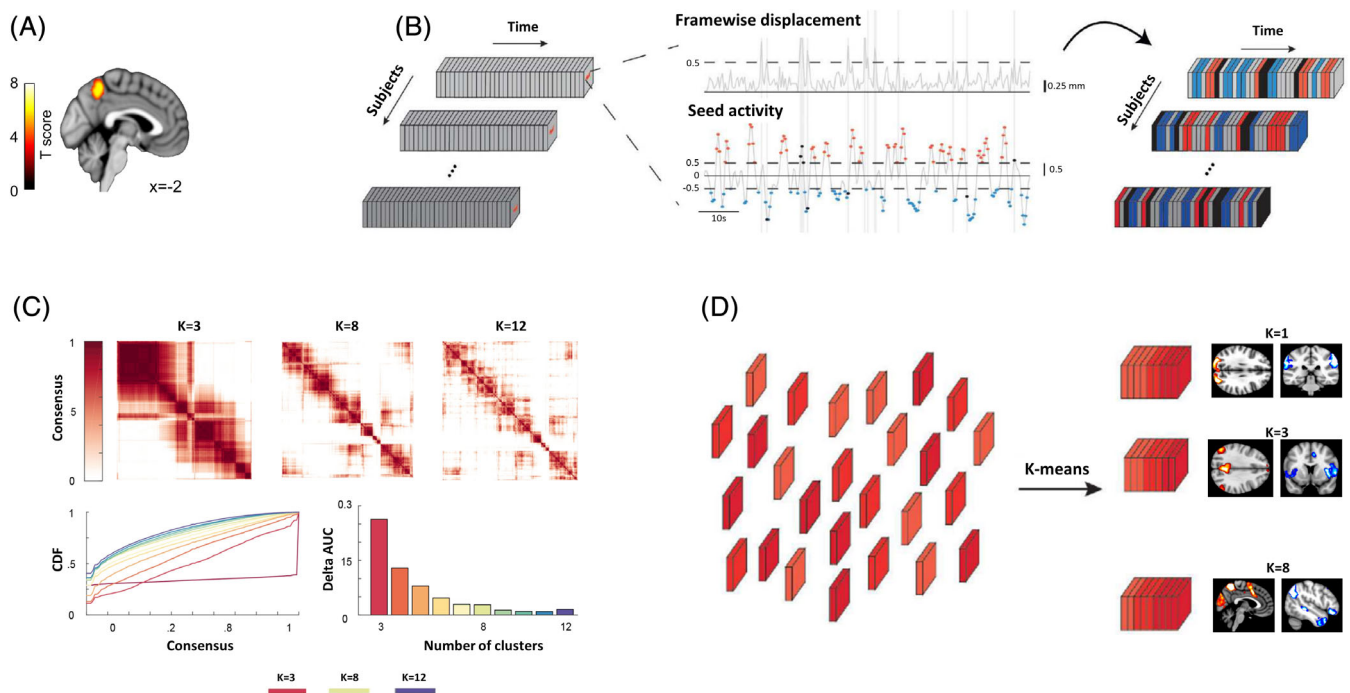 (A)
8
4
0
T score
x=-2
(B)
Time
Subjects
Framewise displacement
0.5
0.25 mm
Seed activity
0.5
0
-0.5
0.5
10s
Time
Subjects
(C)
K=3
K=8
K=12
Consensus
1
5
0
CDF
1
.5
0
0
.2
.8
1
Consensus
Delta AUC
0.3
15
0
3
8
12
Number of clusters
K=3
K=8
K=12
(D)
K-means
K=1
K=3
K=8